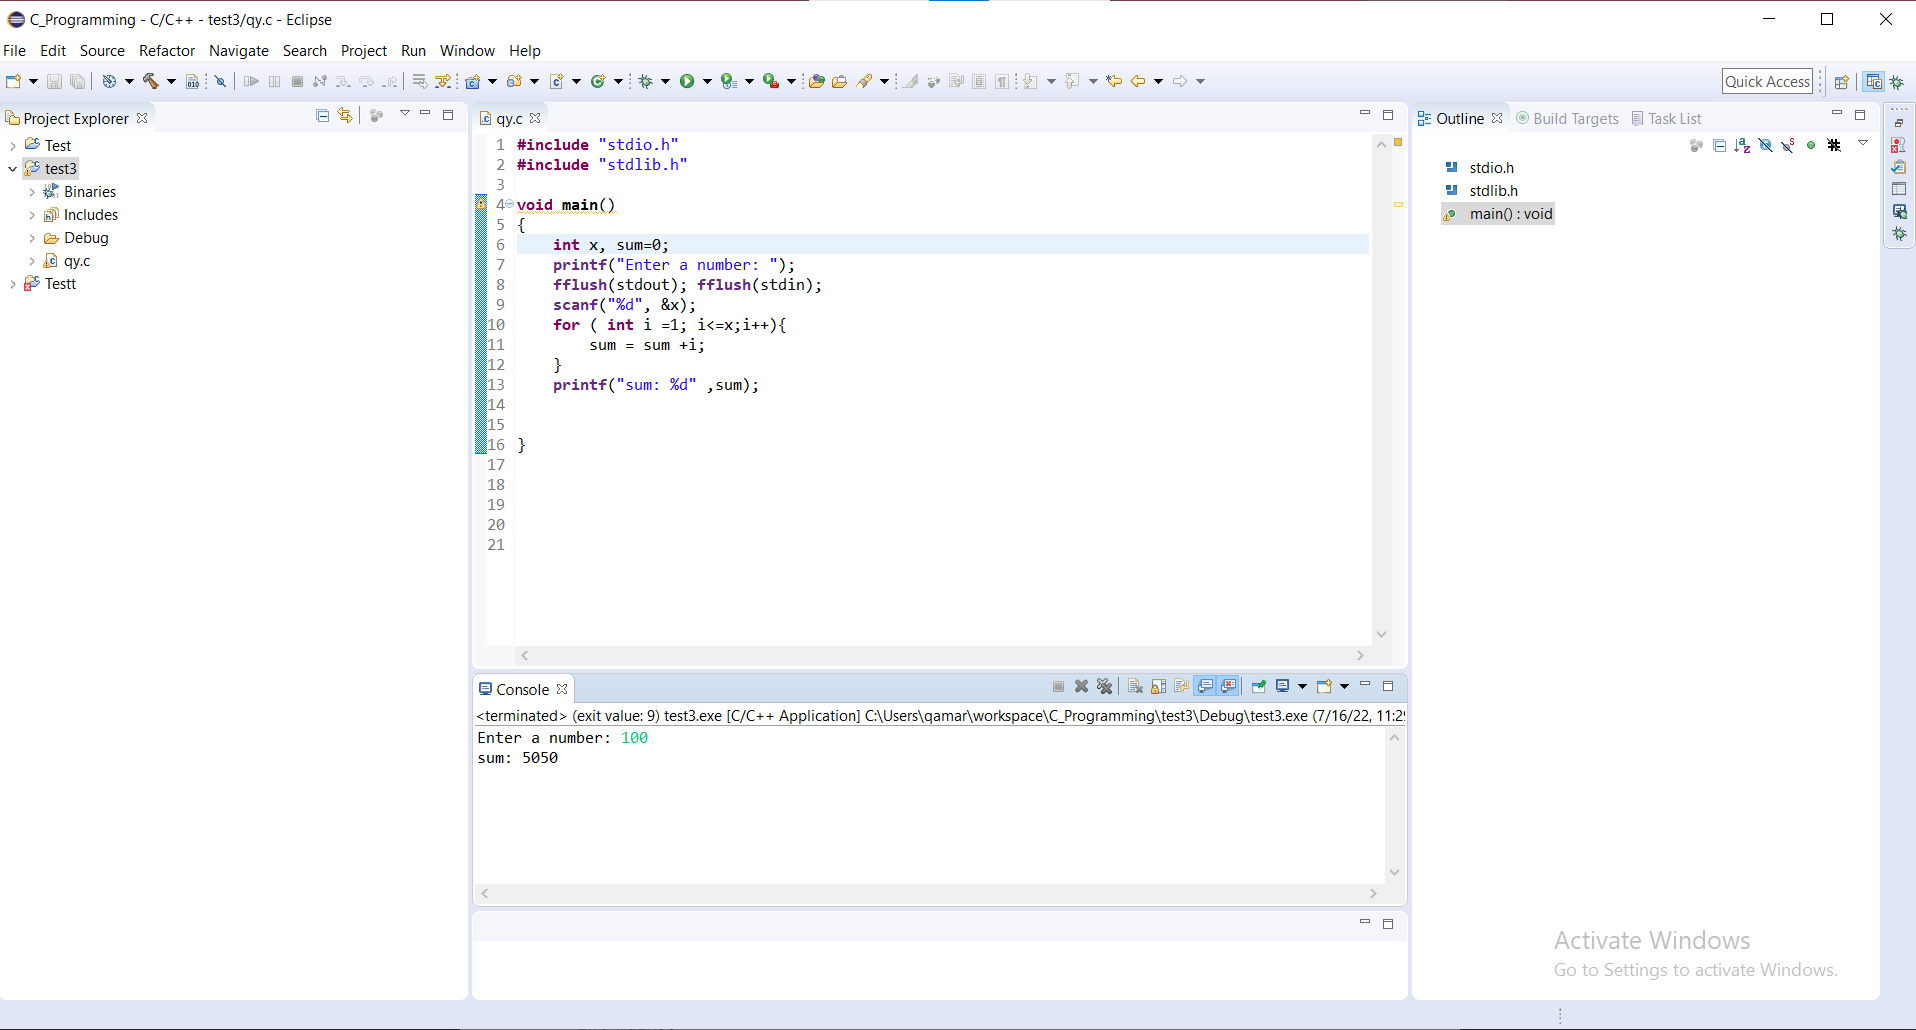 C_Programming - C/C++ - test3/qy.c - Eclipse
File Edit Source Refactor Navigate Search Project Run Window Help
Quick Access
Project Explorer
Test
test3
Binaries
Includes
Debug
qy.c
Testt
qy.c
1 #include "stdio.h"
2 #include "stdlib.h"
3
4 void main()
5 {
6     int x, sum=0;
7     printf("Enter a number: ");
8     fflush(stdout); fflush(stdin);
9     scanf("%d", &x);
10     for ( int i =1; i<=x;i++){
11         sum = sum +i;
12     }
13     printf("sum: %d" ,sum);
14
15
16 }
17
18
19
20
21
Console
<terminated> (exit value: 9) test3.exe [C/C++ Application] C:\Users\qamar\workspace\C_Programming\test3\Debug\test3.exe (7/16/22, 11:2
Enter a number: 100
sum: 5050
Outline Build Targets Task List
stdio.h
stdlib.h
main() : void
Activate Windows
Go to Settings to activate Windows.